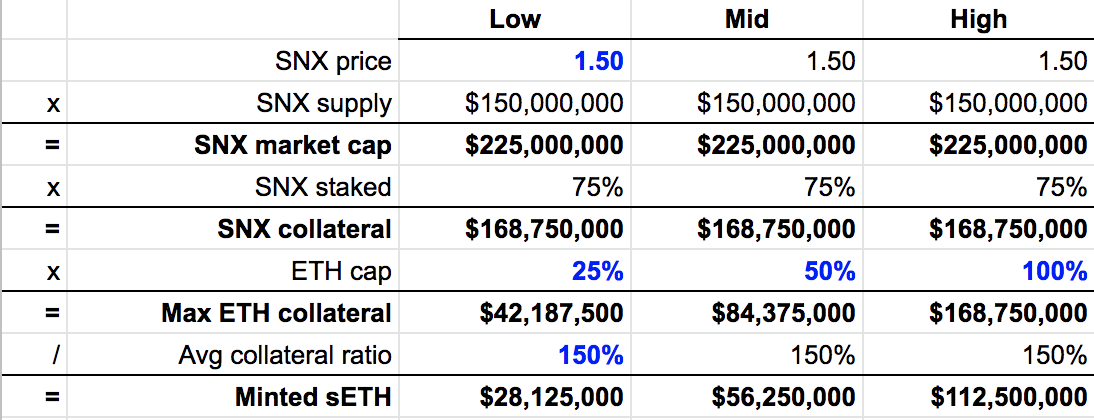 Low Mid High
SNX price 1.50 1.50 1.50
x SNX supply $150,000,000 $150,000,000 $150,000,000
= SNX market cap $225,000,000 $225,000,000 $225,000,000
x SNX staked 75% 75% 75%
= SNX collateral $168,750,000 $168,750,000 $168,750,000
x ETH cap 25% 50% 100%
= Max ETH collateral $42,187,500 $84,375,000 $168,750,000
/ Avg collateral ratio 150% 150% 150%
= Minted sETH $28,125,000 $56,250,000 $112,500,000